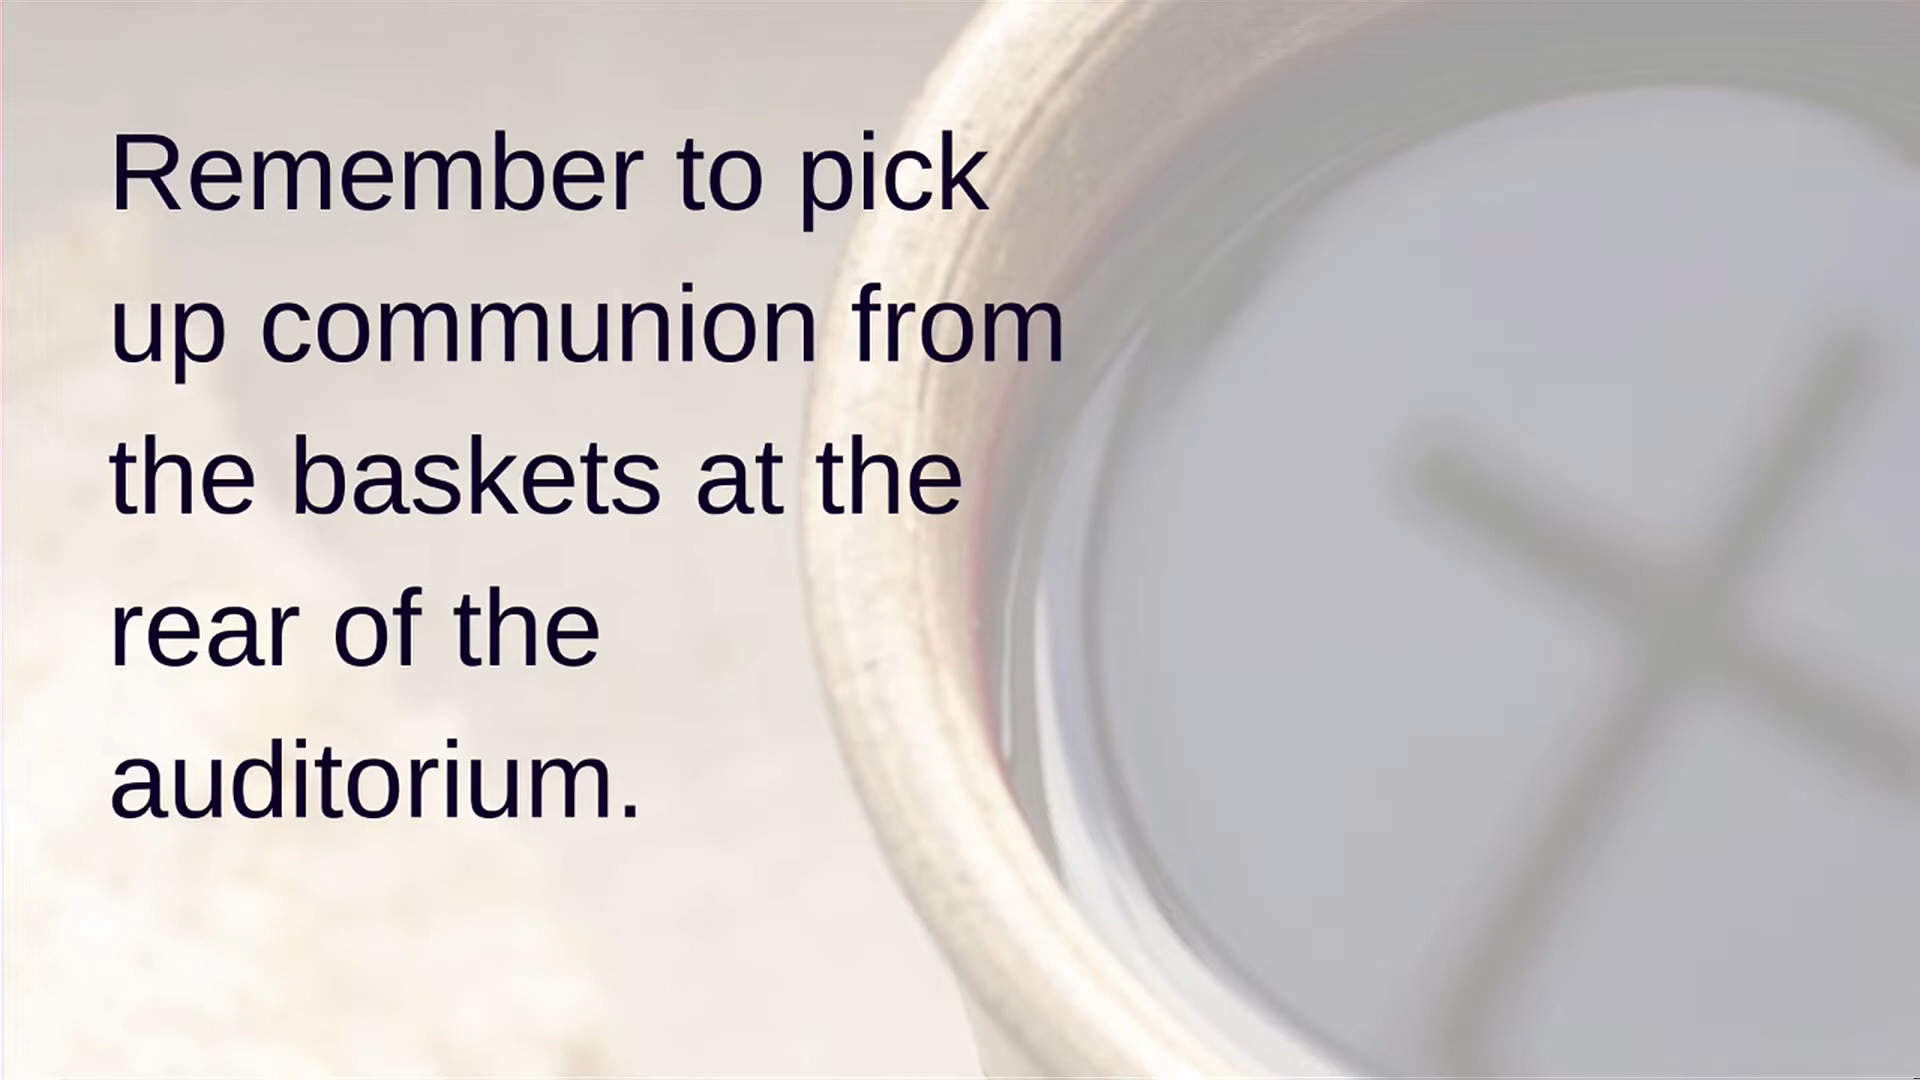 Remember to pick
up communion from
the baskets at the
rear of the
auditorium.